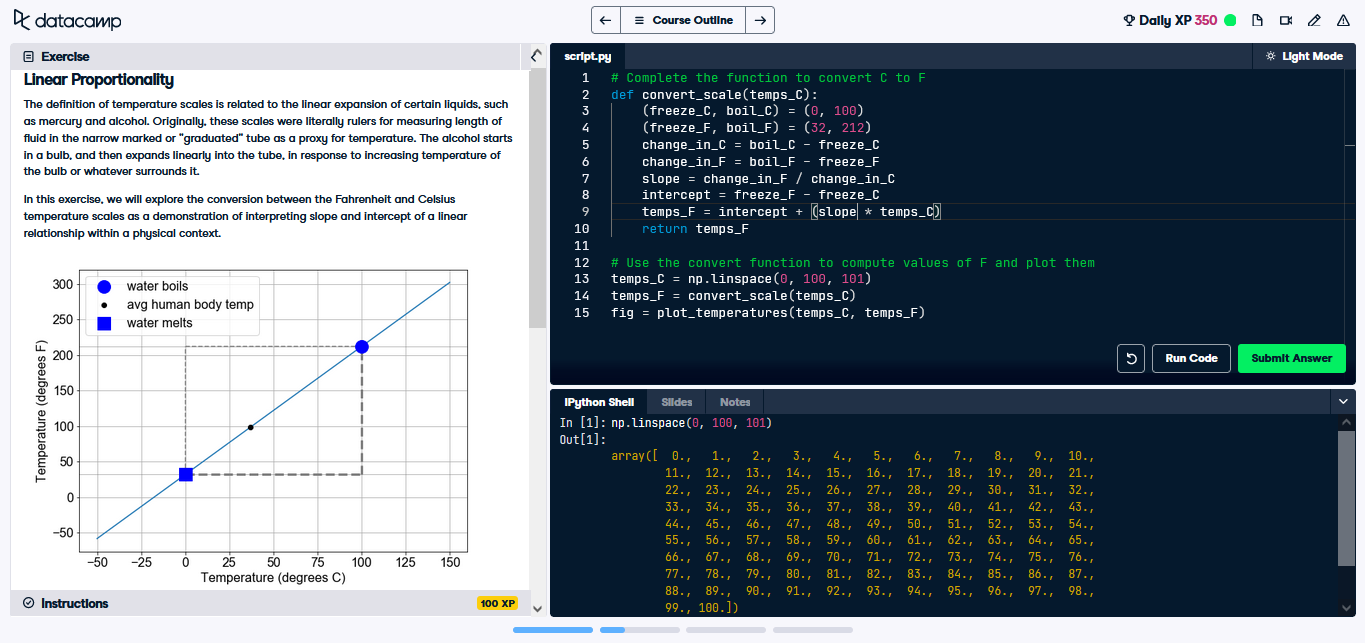 datacamp
Course Outline
Daily XP 350
Exercise
Linear Proportionality
The definition of temperature scales is related to the linear expansion of certain liquids, such
as mercury and alcohol. Originally, these scales were literally rulers for measuring length of
fluid in the narrow marked or "graduated" tube as a proxy for temperature. The alcohol starts
in a bulb, and then expands linearly into the tube, in response to increasing temperature of
the bulb or whatever surrounds it.
In this exercise, we will explore the conversion between the Fahrenheit and Celsius
temperature scales as a demonstration of interpreting slope and intercept of a linear
relationship within a physical context.
water boils
avg human body temp
water melts
Temperature (degrees F)
300
250
200
150
100
50
0
−50
−50 −25 0 25 50 75 100 125 150
Temperature (degrees C)
Instructions
100 XP
script.py
Light Mode
1 # Complete the function to convert C to F
2 def convert_scale(temps_C):
3 (freeze_C, boil_C) = (0, 100)
4 (freeze_F, boil_F) = (32, 212)
5 change_in_C = boil_C - freeze_C
6 change_in_F = boil_F - freeze_F
7 slope = change_in_F / change_in_C
8 intercept = freeze_F - freeze_C
9 temps_F = intercept + (slope * temps_C)
10 return temps_F
11
12 # Use the convert function to compute values of F and plot them
13 temps_C = np.linspace(0, 100, 101)
14 temps_F = convert_scale(temps_C)
15 fig = plot_temperatures(temps_C, temps_F)
Run Code
Submit Answer
IPython Shell
Slides
Notes
In [1]: np.linspace(0, 100, 101)
Out[1]:
array([ 0., 1., 2., 3., 4., 5., 6., 7., 8., 9., 10.,
11., 12., 13., 14., 15., 16., 17., 18., 19., 20., 21.,
22., 23., 24., 25., 26., 27., 28., 29., 30., 31., 32.,
33., 34., 35., 36., 37., 38., 39., 40., 41., 42., 43.,
44., 45., 46., 47., 48., 49., 50., 51., 52., 53., 54.,
55., 56., 57., 58., 59., 60., 61., 62., 63., 64., 65.,
66., 67., 68., 69., 70., 71., 72., 73., 74., 75., 76.,
77., 78., 79., 80., 81., 82., 83., 84., 85., 86., 87.,
88., 89., 90., 91., 92., 93., 94., 95., 96., 97., 98.,
99., 100.])